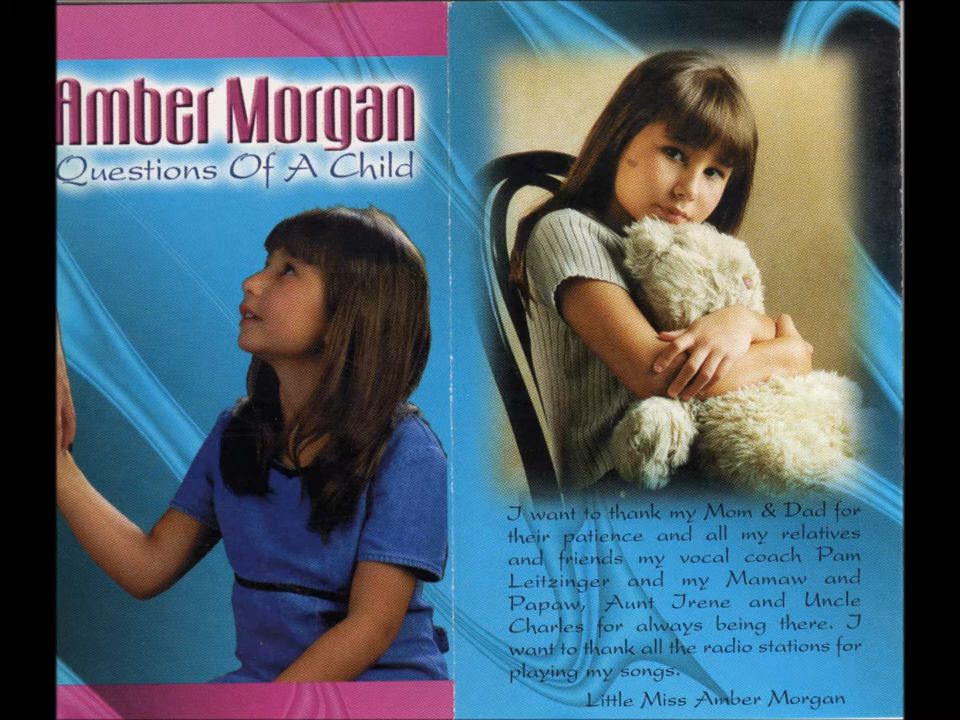 Amber Morgan
Questions Of A Child
I want to thank my Mom & Dad for
their patience and all my relatives
and friends my vocal coach Pam
Leitzinger and my Mamaw and
Papaw, Aunt Irene and Uncle
Charles for always being there. I
want to thank all the radio stations for
playing my songs.
Little Miss Amber Morgan